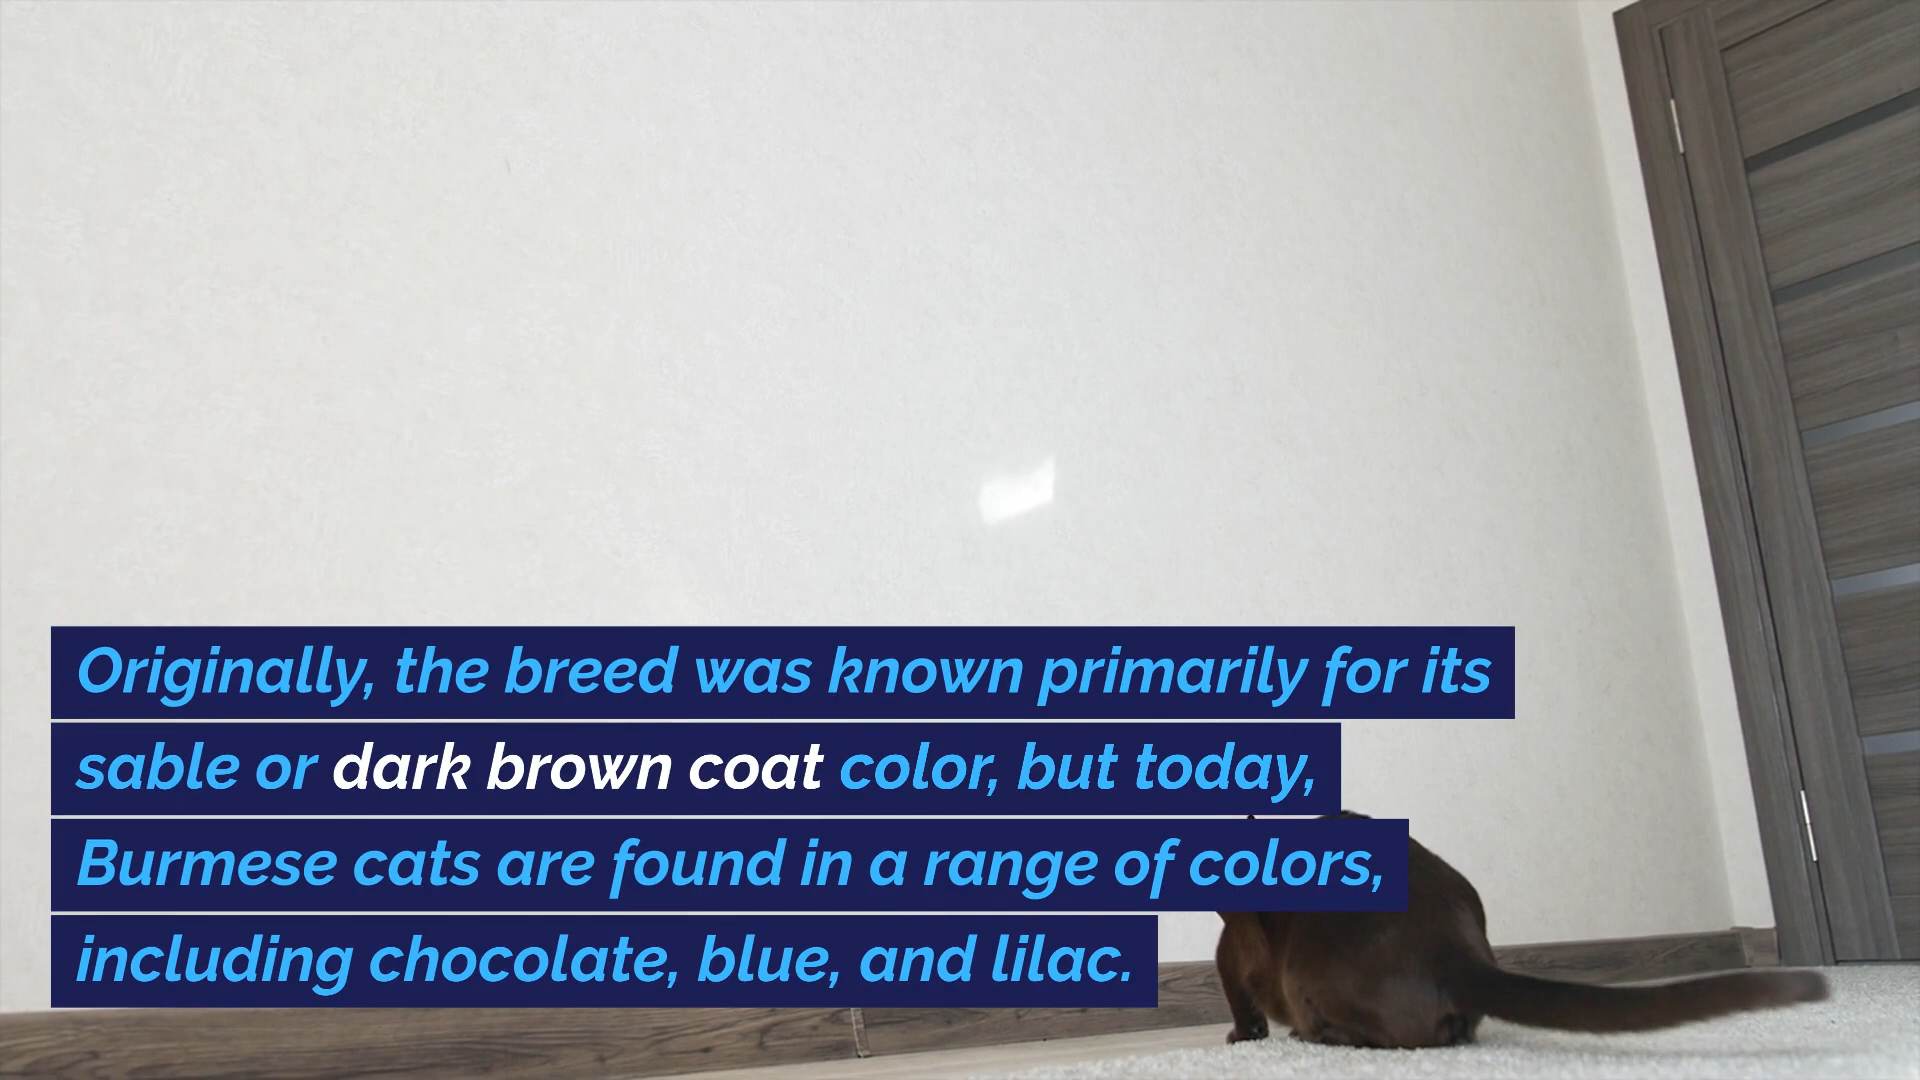 Originally, the breed was known primarily for its
sable or dark brown coat color, but today,
Burmese cats are found in a range of colors,
including chocolate, blue, and lilac.